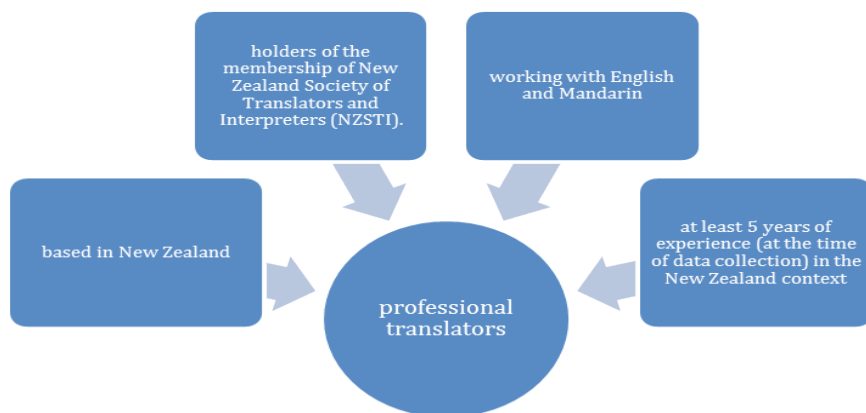 holders of the
membership of New
Zealand Society of
Translators and
Interpreters (NZSTI).
working with English
and Mandarin
based in New Zealand
at least 5 years of
experience (at the time
of data collection) in the
New Zealand context
professional
translators